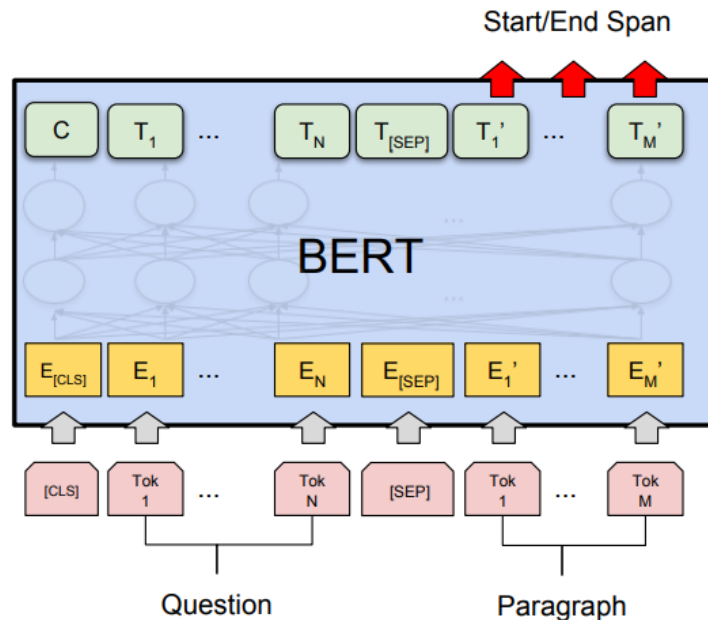 Start/End Span
C T1 ... TN T[SEP] T1' ... TM'
...
BERT
...
E[CLS] E1 ... EN E[SEP] E1' ... EM'
[CLS] Tok 1 ... Tok N [SEP] Tok 1 ... Tok M
Question Paragraph